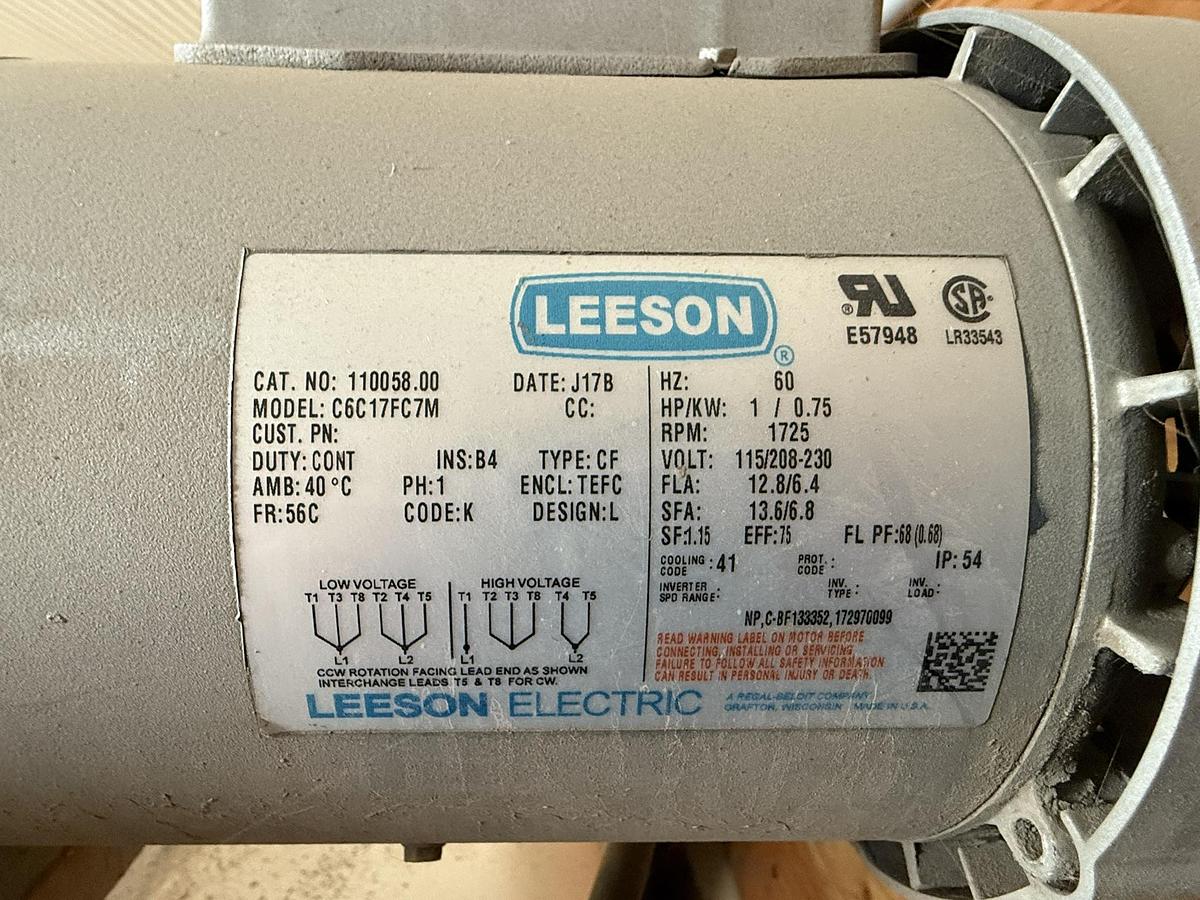 LEESON ®
E57948
LR33543
CAT. NO: 110058.00 DATE: J17B
MODEL: C6C17FC7M CC:
CUST. PN:
DUTY: CONT INS: B4 TYPE: CF
AMB: 40 °C PH: 1 ENCL: TEFC
FR: 56C CODE: K DESIGN: L
HZ: 60
HP/KW: 1 / 0.75
RPM: 1725
VOLT: 115/208-230
FLA: 12.8/6.4
SFA: 13.6/6.8
SF: 1.15 EFF: 75 FL PF: 68 (0.68)
COOLING CODE : 41 PROT. CODE : IP: 54
INVERTER SPD RANGE : INV. TYPE : INV. LOAD :
NP,C-BF133352,172970099
LOW VOLTAGE HIGH VOLTAGE
T1 T3 T8 T2 T4 T5 T1 T2 T3 T8 T4 T5
L1 L2 L1 L2
CCW ROTATION FACING LEAD END AS SHOWN
INTERCHANGE LEADS T5 & T8 FOR CW.
READ WARNING LABEL ON MOTOR BEFORE
CONNECTING, INSTALLING OR SERVICING.
FAILURE TO FOLLOW ALL SAFETY INFORMATION
CAN RESULT IN PERSONAL INJURY OR DEATH.
LEESON ELECTRIC
A REGAL-BELOIT COMPANY
GRAFTON, WISCONSIN MADE IN U.S.A.